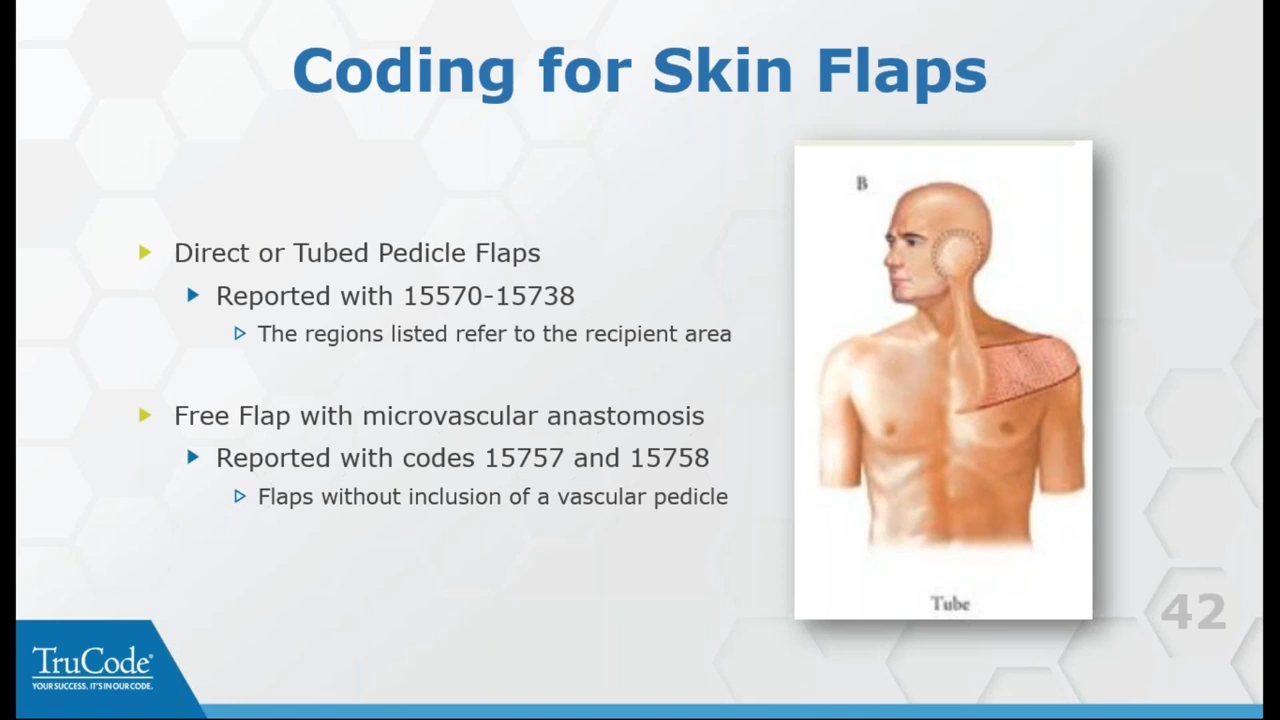 Coding for Skin Flaps
Direct or Tubed Pedicle Flaps
Reported with 15570-15738
The regions listed refer to the recipient area
Free Flap with microvascular anastomosis
Reported with codes 15757 and 15758
Flaps without inclusion of a vascular pedicle
B
Tube
42
TruCode®
YOUR SUCCESS. IT'S IN OUR CODE.